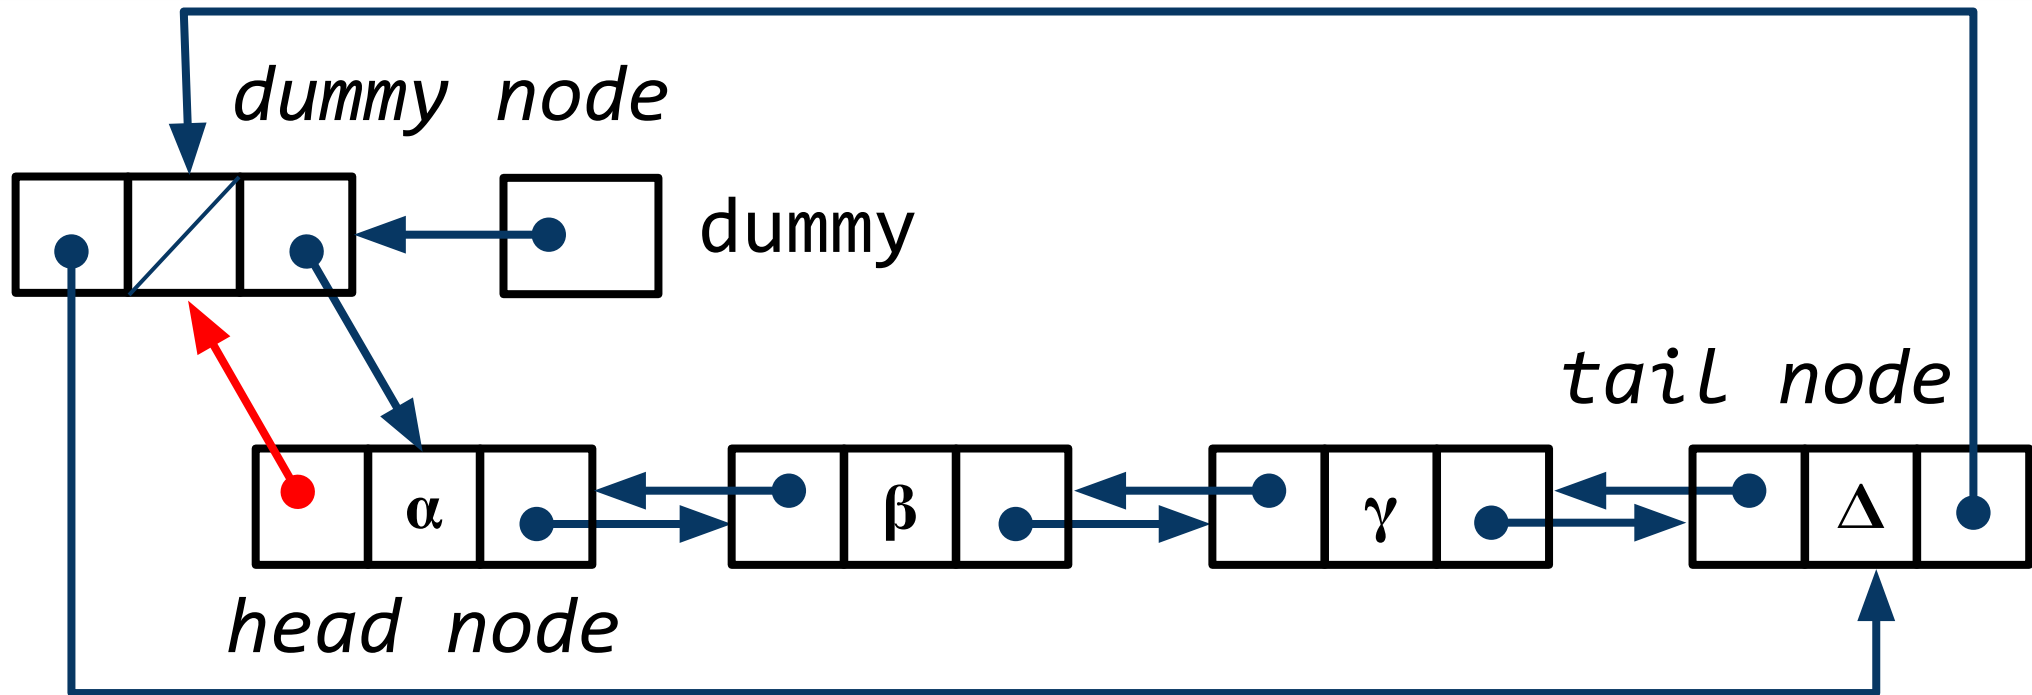 dummy node
dummy
tail node
α β γ Δ
head node